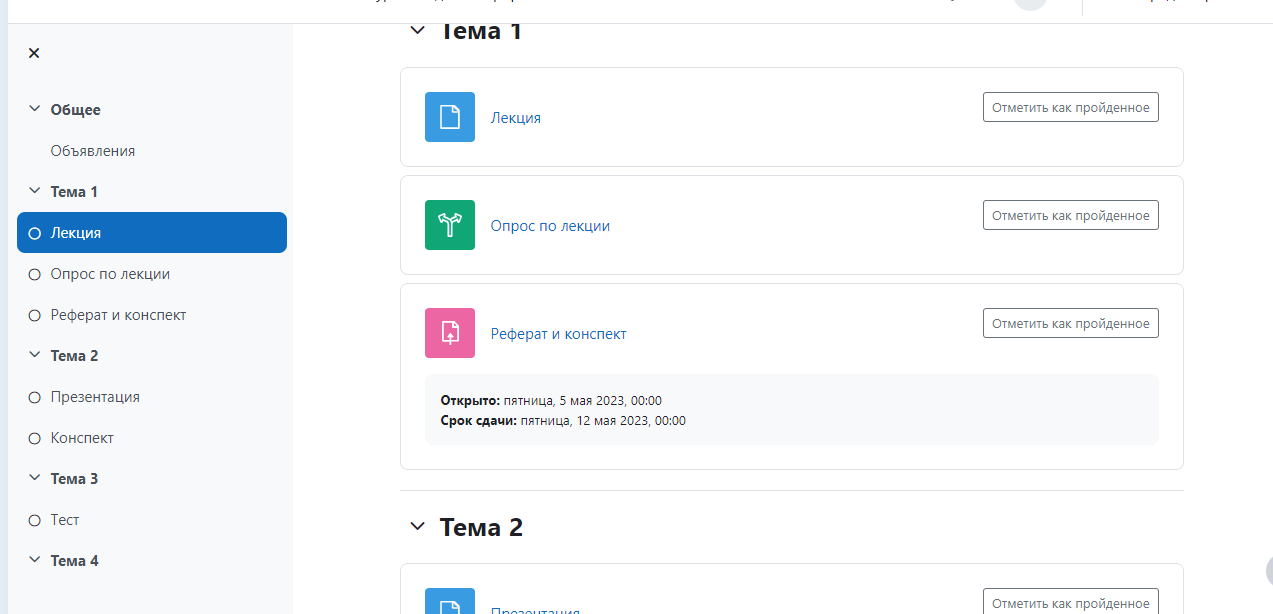 Общее
Объявления
Тема 1
Лекция
Опрос по лекции
Реферат и конспект
Тема 2
Презентация
Конспект
Тема 3
Тест
Тема 4
Тема 1
Лекция
Отметить как пройденное
Опрос по лекции
Отметить как пройденное
Реферат и конспект
Отметить как пройденное
Открыто: пятница, 5 мая 2023, 00:00
Срок сдачи: пятница, 12 мая 2023, 00:00
Тема 2
Презентация
Отметить как пройденное